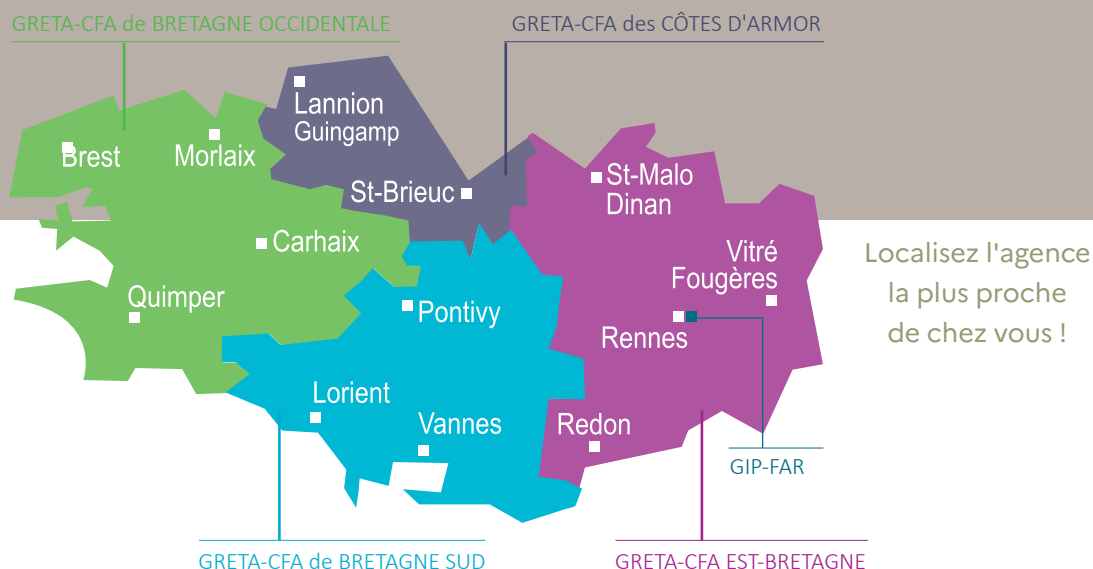 GRETA-CFA de BRETAGNE OCCIDENTALE
GRETA-CFA des CÔTES D'ARMOR
Lannion
Guingamp
Brest
Morlaix
St-Brieuc
St-Malo
Dinan
Carhaix
Vitré
Fougères
Localisez l'agence
la plus proche
de chez vous !
Quimper
Pontivy
Rennes
Lorient
Vannes
Redon
GIP-FAR
GRETA-CFA de BRETAGNE SUD
GRETA-CFA EST-BRETAGNE